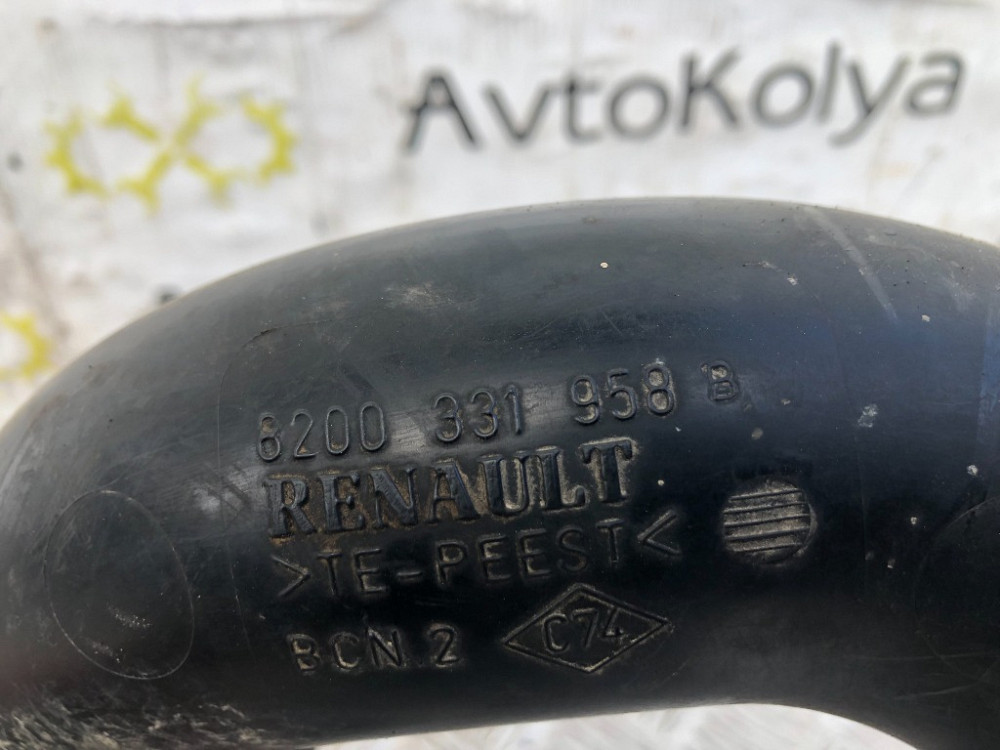 AvtoKolya
8200 331 958 B
RENAULT
>TE-PEEST<
BCN.2
C74